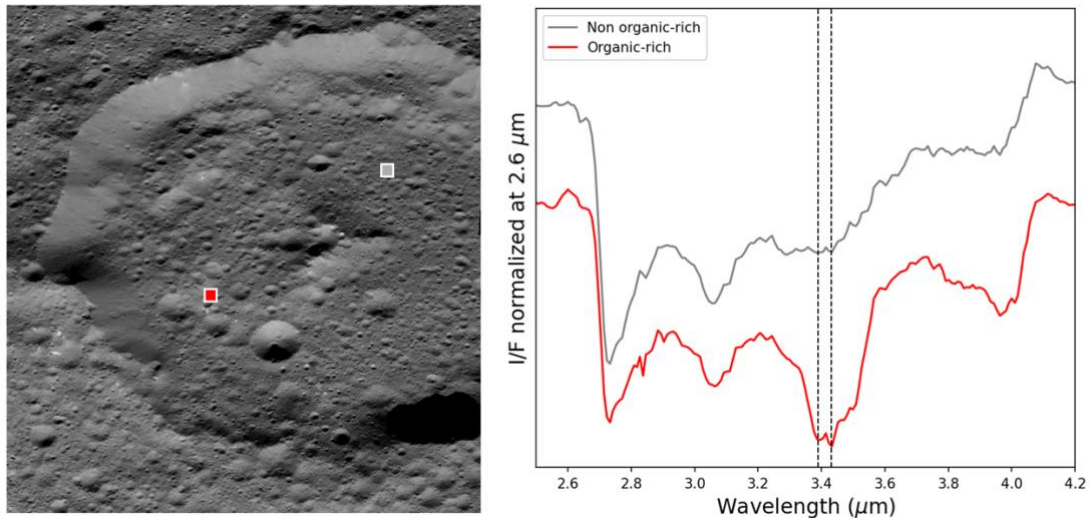 Non organic-rich
Organic-rich
I/F normalized at 2.6 μm
2.6 2.8 3.0 3.2 3.4 3.6 3.8 4.0 4.2
Wavelength (μm)